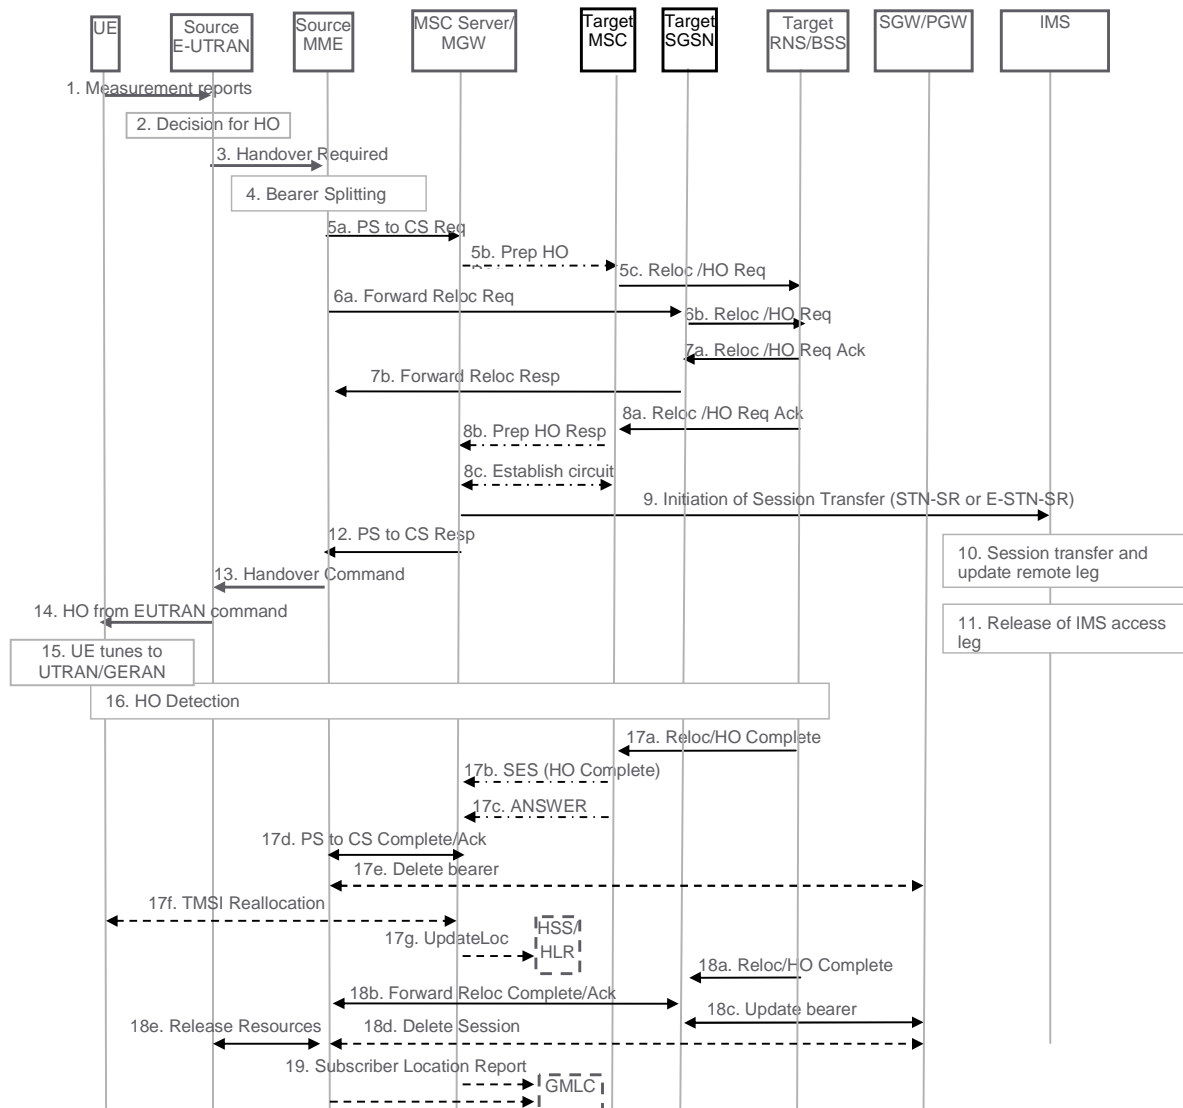 UE
Source
E-UTRAN
Source
MME
MSC Server/
MGW
Target
MSC
Target
SGSN
Target
RNS/BSS
SGW/PGW
IMS
1. Measurement reports
2. Decision for HO
3. Handover Required
4. Bearer Splitting
5a. PS to CS Req
5b. Prep HO
5c. Reloc /HO Req
6a. Forward Reloc Req
6b. Reloc /HO Req
7a. Reloc /HO Req Ack
7b. Forward Reloc Resp
8a. Reloc /HO Req Ack
8b. Prep HO Resp
8c. Establish circuit
9. Initiation of Session Transfer (STN-SR or E-STN-SR)
12. PS to CS Resp
10. Session transfer and
update remote leg
13. Handover Command
14. HO from EUTRAN command
11. Release of IMS access
leg
15. UE tunes to
UTRAN/GERAN
16. HO Detection
17a. Reloc/HO Complete
17b. SES (HO Complete)
17c. ANSWER
17d. PS to CS Complete/Ack
17e. Delete bearer
17f. TMSI Reallocation
17g. UpdateLoc
HSS/
HLR
18a. Reloc/HO Complete
18b. Forward Reloc Complete/Ack
18c. Update bearer
18e. Release Resources
18d. Delete Session
19. Subscriber Location Report
GMLC